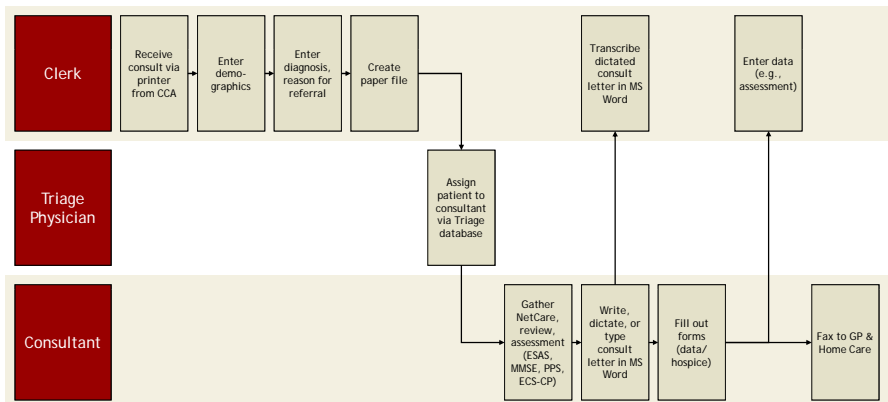 Clerk
Receive
consult via
printer
from CCA
Enter
demo-
graphics
Enter
diagnosis,
reason for
referral
Create
paper file
Transcribe
dictated
consult
letter in MS
Word
Enter data
(e.g.,
assessment)
Triage
Physician
Assign
patient to
consultant
via Triage
database
Consultant
Gather
NetCare,
review,
assessment
(ESAS,
MMSE, PPS,
ECS-CP)
Write,
dictate, or
type
consult
letter in MS
Word
Fill out
forms
(data/
hospice)
Fax to GP &
Home Care